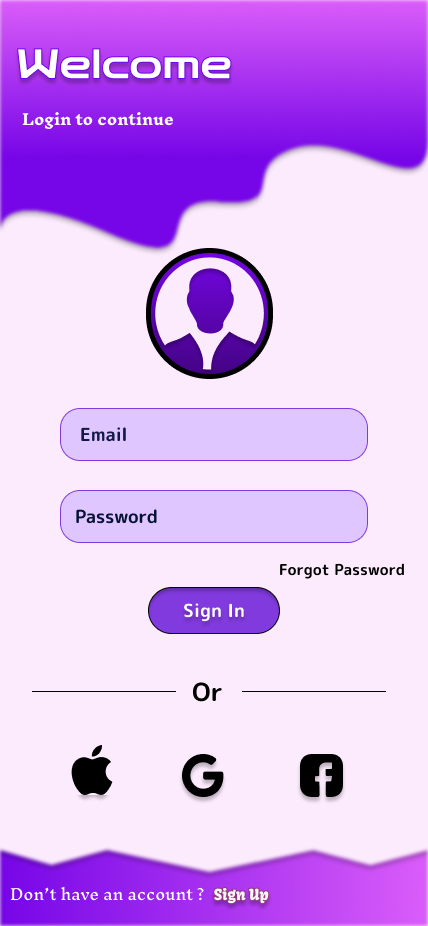 Welcome
Login to continue
Email
Password
Forgot Password
Sign In
Or
Don't have an account ? Sign Up